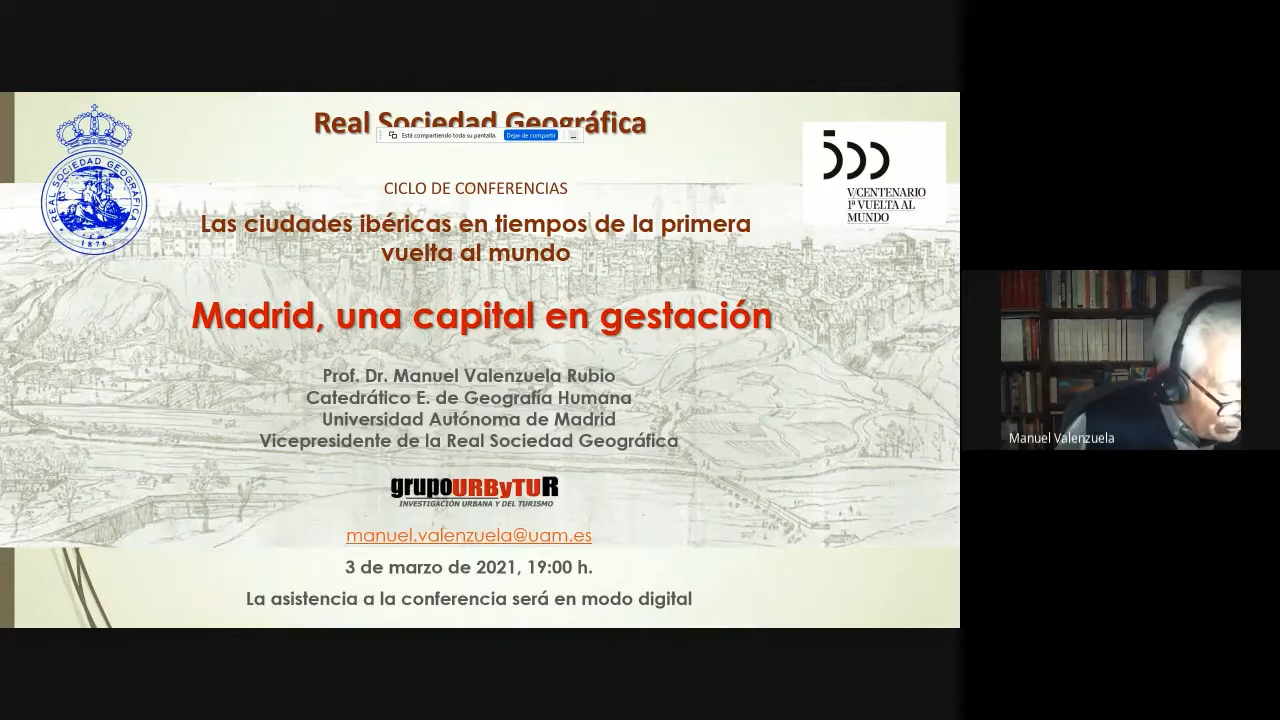 Real Sociedad Geográfica
Está compartiendo toda su pantalla. Dejar de compartir
REAL SOCIEDAD GEOGRÁFICA
1876
V CENTENARIO
1ª VUELTA AL
MUNDO
CICLO DE CONFERENCIAS
Las ciudades ibéricas en tiempos de la primera
vuelta al mundo
Madrid, una capital en gestación
Prof. Dr. Manuel Valenzuela Rubio
Catedrático E. de Geografía Humana
Universidad Autónoma de Madrid
Vicepresidente de la Real Sociedad Geográfica
grupoURByTUR
INVESTIGACIÓN URBANA Y DEL TURISMO
manuel.valenzuela@uam.es
3 de marzo de 2021, 19:00 h.
La asistencia a la conferencia será en modo digital
Manuel Valenzuela